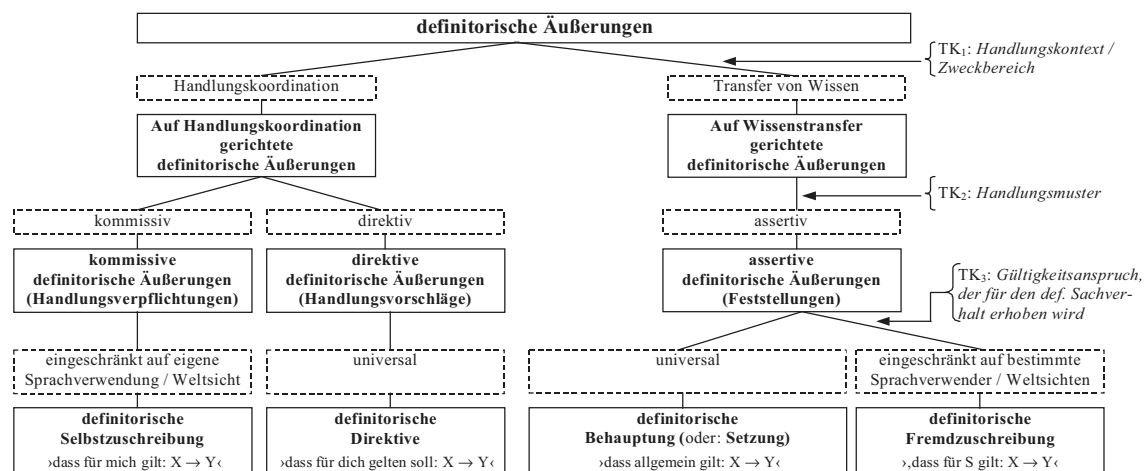 definitorische Äußerungen
TK₁: Handlungskontext /
Zweckbereich
Handlungskoordination
Transfer von Wissen
Auf Handlungskoordination
gerichtete
definitorische Äußerungen
Auf Wissenstransfer
gerichtete
definitorische Äußerungen
TK₂: Handlungsmuster
kommissiv
direktiv
assertiv
kommissive
definitorische Äußerungen
(Handlungsverpflichtungen)
direktive
definitorische Äußerungen
(Handlungsvorschläge)
assertive
definitorische Äußerungen
(Feststellungen)
TK₃: Gültigkeitsanspruch,
der für den def. Sachver-
halt erhoben wird
eingeschränkt auf eigene
Sprachverwendung / Weltsicht
universal
universal
eingeschränkt auf bestimmte
Sprachverwender / Weltsichten
definitorische
Selbstzuschreibung
›dass für mich gilt: X → Y‹
definitorische
Direktive
›dass für dich gelten soll: X → Y‹
definitorische
Behauptung (oder: Setzung)
›dass allgemein gilt: X → Y‹
definitorische
Fremdzuschreibung
›‚dass für S gilt: X → Y‹